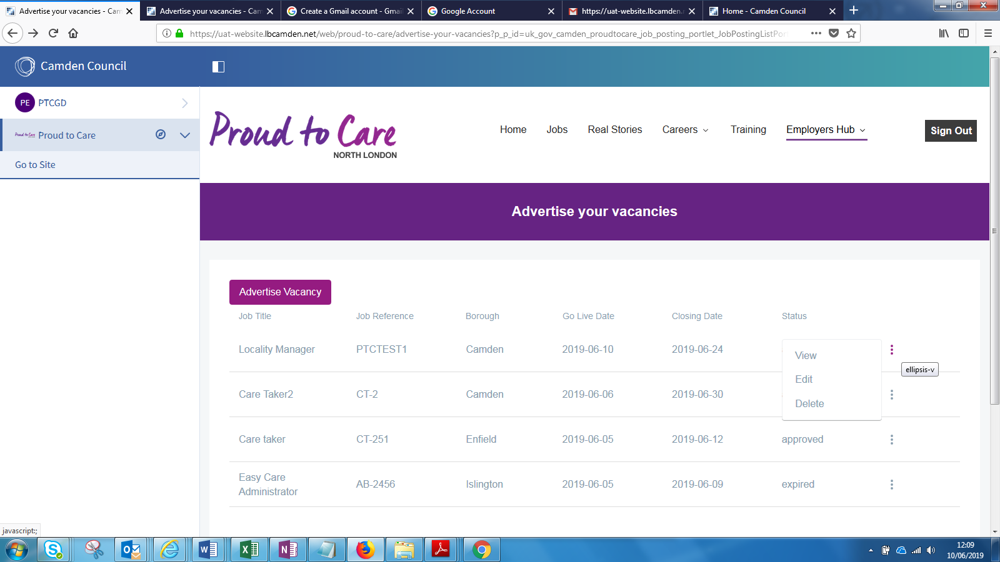 Advertise your vacancies - Cam
Advertise your vacancies - Cam
Create a Gmail account - Gmail
Google Account
https://uat-website.lbcamden.n
Home - Camden Council
https://uat-website.lbcamden.net/web/proud-to-care/advertise-your-vacancies?p_p_id=uk_gov_camden_proudtocare_job_posting_portlet_JobPostingListPor
Camden Council
PE PTCGD
Proud to Care Proud to Care
Go to Site
Proud to Care
NORTH LONDON
Home
Jobs
Real Stories
Careers
Training
Employers Hub
Sign Out
Advertise your vacancies
Advertise Vacancy
Job Title Job Reference Borough Go Live Date Closing Date Status
Locality Manager PTCTEST1 Camden 2019-06-10 2019-06-24
View
ellipsis-v
Edit
Care Taker2 CT-2 Camden 2019-06-06 2019-06-30
Delete
Care taker CT-251 Enfield 2019-06-05 2019-06-12 approved
Easy Care
Administrator AB-2456 Islington 2019-06-05 2019-06-09 expired
javascript:;
12:09
10/06/2019